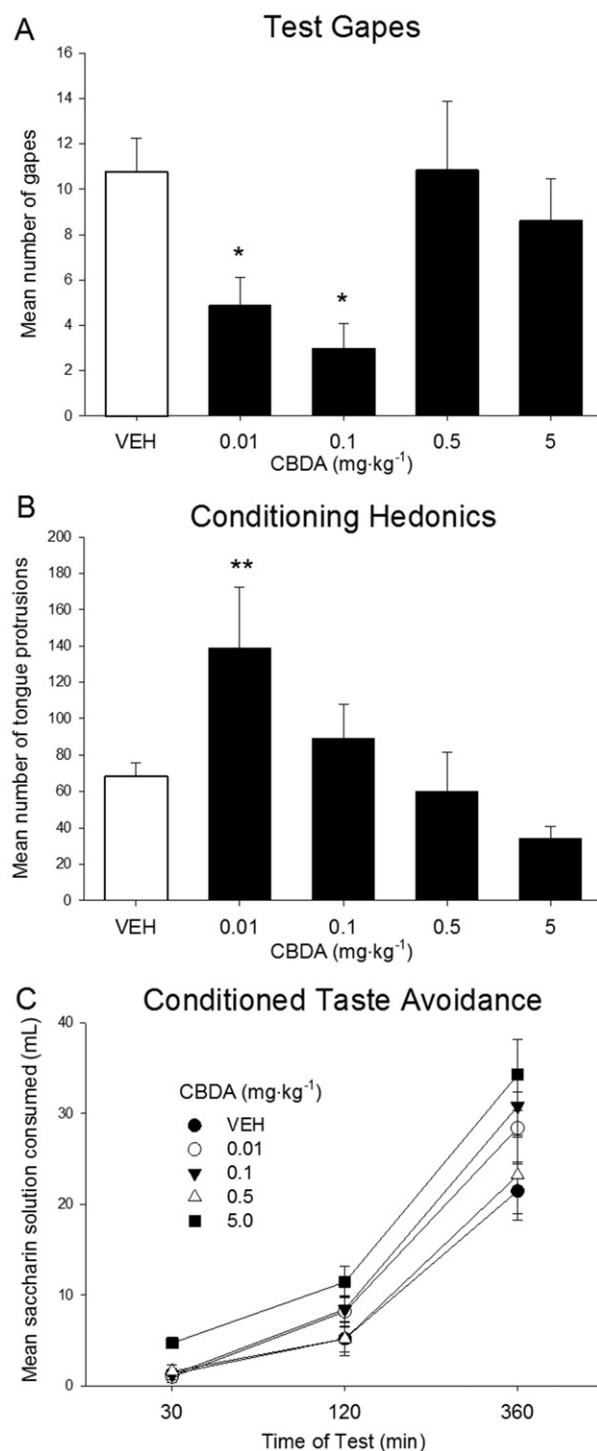 A
Test Gapes
Mean number of gapes
16
14
12
10
8
6
4
2
0
*
*
VEH
0.01
0.1
0.5
5
CBDA (mg·kg⁻¹)
B
Conditioning Hedonics
Mean number of tongue protrusions
200
180
160
140
120
100
80
60
40
20
0
**
VEH
0.01
0.1
0.5
5
CBDA (mg·kg⁻¹)
C
Conditioned Taste Avoidance
Mean saccharin solution consumed (mL)
40
30
20
10
0
CBDA (mg·kg⁻¹)
VEH
0.01
0.1
0.5
5.0
30
120
360
Time of Test (min)